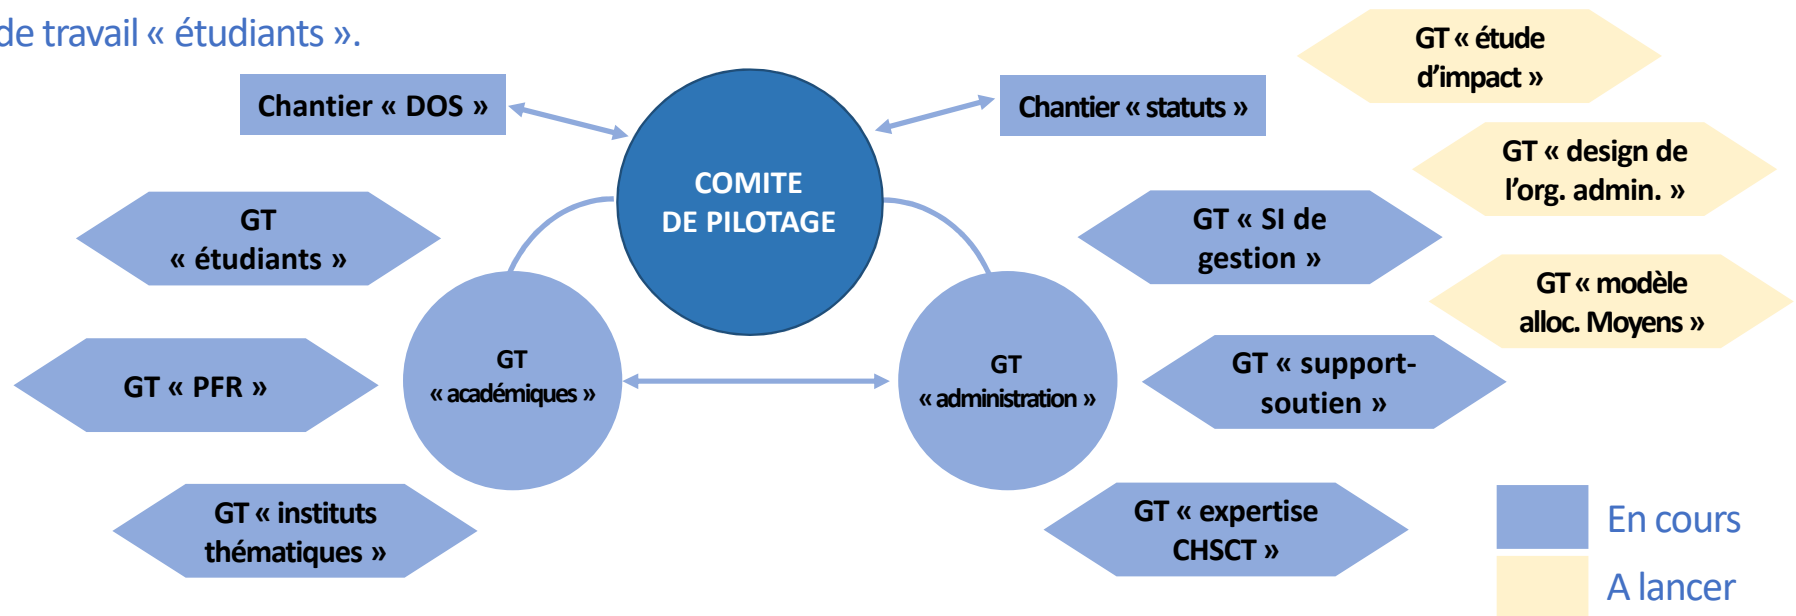 de travail « étudiants ».
GT « étude
d’impact »
Chantier « DOS »
Chantier « statuts »
COMITE
DE PILOTAGE
GT « design de
l’org. admin. »
GT
« étudiants »
GT « SI de
gestion »
GT « modèle
alloc. Moyens »
GT « PFR »
GT
« académiques »
GT
« administration »
GT « support-
soutien »
GT « instituts
thématiques »
GT « expertise
CHSCT »
En cours
A lancer